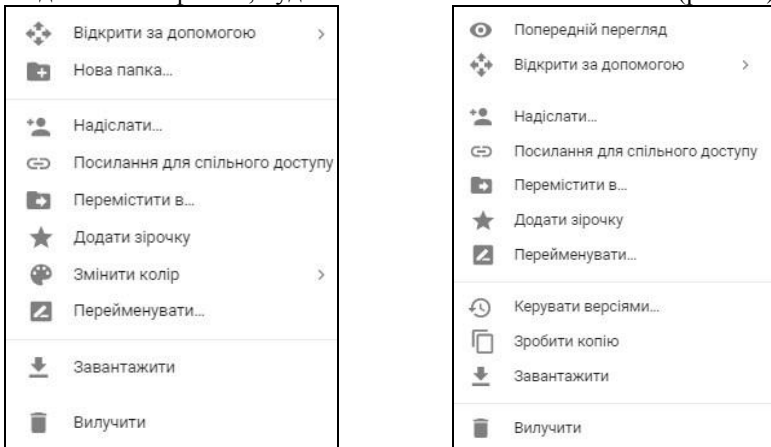 Відкрити за допомогою
Нова папка...
Надіслати...
Посилання для спільного доступу
Перемістити в...
Додати зірочку
Змінити колір
Перейменувати...
Завантажити
Вилучити
Попередній перегляд
Відкрити за допомогою
Надіслати...
Посилання для спільного доступу
Перемістити в...
Додати зірочку
Перейменувати...
Керувати версіями...
Зробити копію
Завантажити
Вилучити